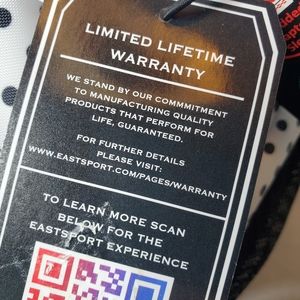 LIMITED LIFETIME
WARRANTY
WE STAND BY OUR COMMMITMENT
TO MANUFACTURING QUALITY
PRODUCTS THAT PERFORM FOR
LIFE, GUARANTEED.
FOR FURTHER DETAILS
PLEASE VISIT:
WWW.EASTSPORT.COM/PAGES/WARRANTY
TO LEARN MORE SCAN
BELOW FOR THE
EASTSPORT EXPERIENCE